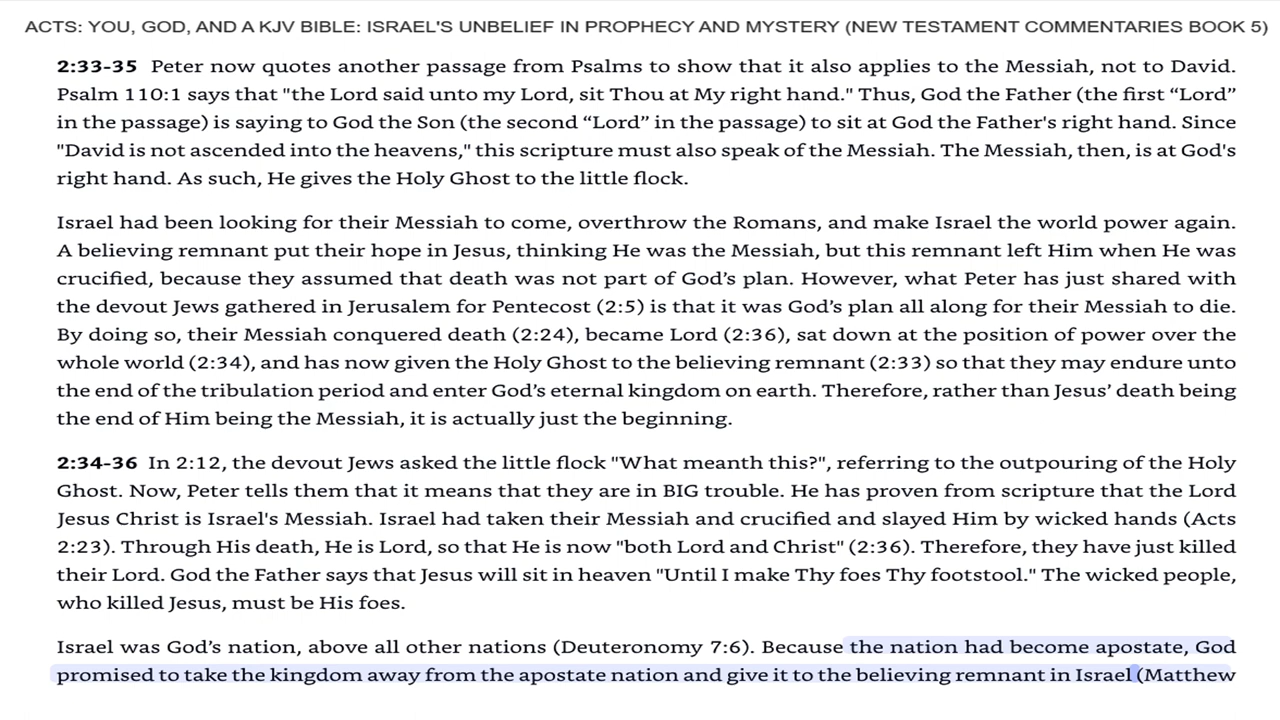 ACTS: YOU, GOD, AND A KJV BIBLE: ISRAEL'S UNBELIEF IN PROPHECY AND MYSTERY (NEW TESTAMENT COMMENTARIES BOOK 5)
2:33-35 Peter now quotes another passage from Psalms to show that it also applies to the Messiah, not to David.
Psalm 110:1 says that "the Lord said unto my Lord, sit Thou at My right hand." Thus, God the Father (the first “Lord”
in the passage) is saying to God the Son (the second “Lord” in the passage) to sit at God the Father's right hand. Since
"David is not ascended into the heavens," this scripture must also speak of the Messiah. The Messiah, then, is at God's
right hand. As such, He gives the Holy Ghost to the little flock.
Israel had been looking for their Messiah to come, overthrow the Romans, and make Israel the world power again.
A believing remnant put their hope in Jesus, thinking He was the Messiah, but this remnant left Him when He was
crucified, because they assumed that death was not part of God’s plan. However, what Peter has just shared with
the devout Jews gathered in Jerusalem for Pentecost (2:5) is that it was God’s plan all along for their Messiah to die.
By doing so, their Messiah conquered death (2:24), became Lord (2:36), sat down at the position of power over the
whole world (2:34), and has now given the Holy Ghost to the believing remnant (2:33) so that they may endure unto
the end of the tribulation period and enter God’s eternal kingdom on earth. Therefore, rather than Jesus’ death being
the end of Him being the Messiah, it is actually just the beginning.
2:34-36 In 2:12, the devout Jews asked the little flock "What meanth this?", referring to the outpouring of the Holy
Ghost. Now, Peter tells them that it means that they are in BIG trouble. He has proven from scripture that the Lord
Jesus Christ is Israel's Messiah. Israel had taken their Messiah and crucified and slayed Him by wicked hands (Acts
2:23). Through His death, He is Lord, so that He is now "both Lord and Christ" (2:36). Therefore, they have just killed
their Lord. God the Father says that Jesus will sit in heaven "Until I make Thy foes Thy footstool." The wicked people,
who killed Jesus, must be His foes.
Israel was God’s nation, above all other nations (Deuteronomy 7:6). Because the nation had become apostate, God
promised to take the kingdom away from the apostate nation and give it to the believing remnant in Israel (Matthew